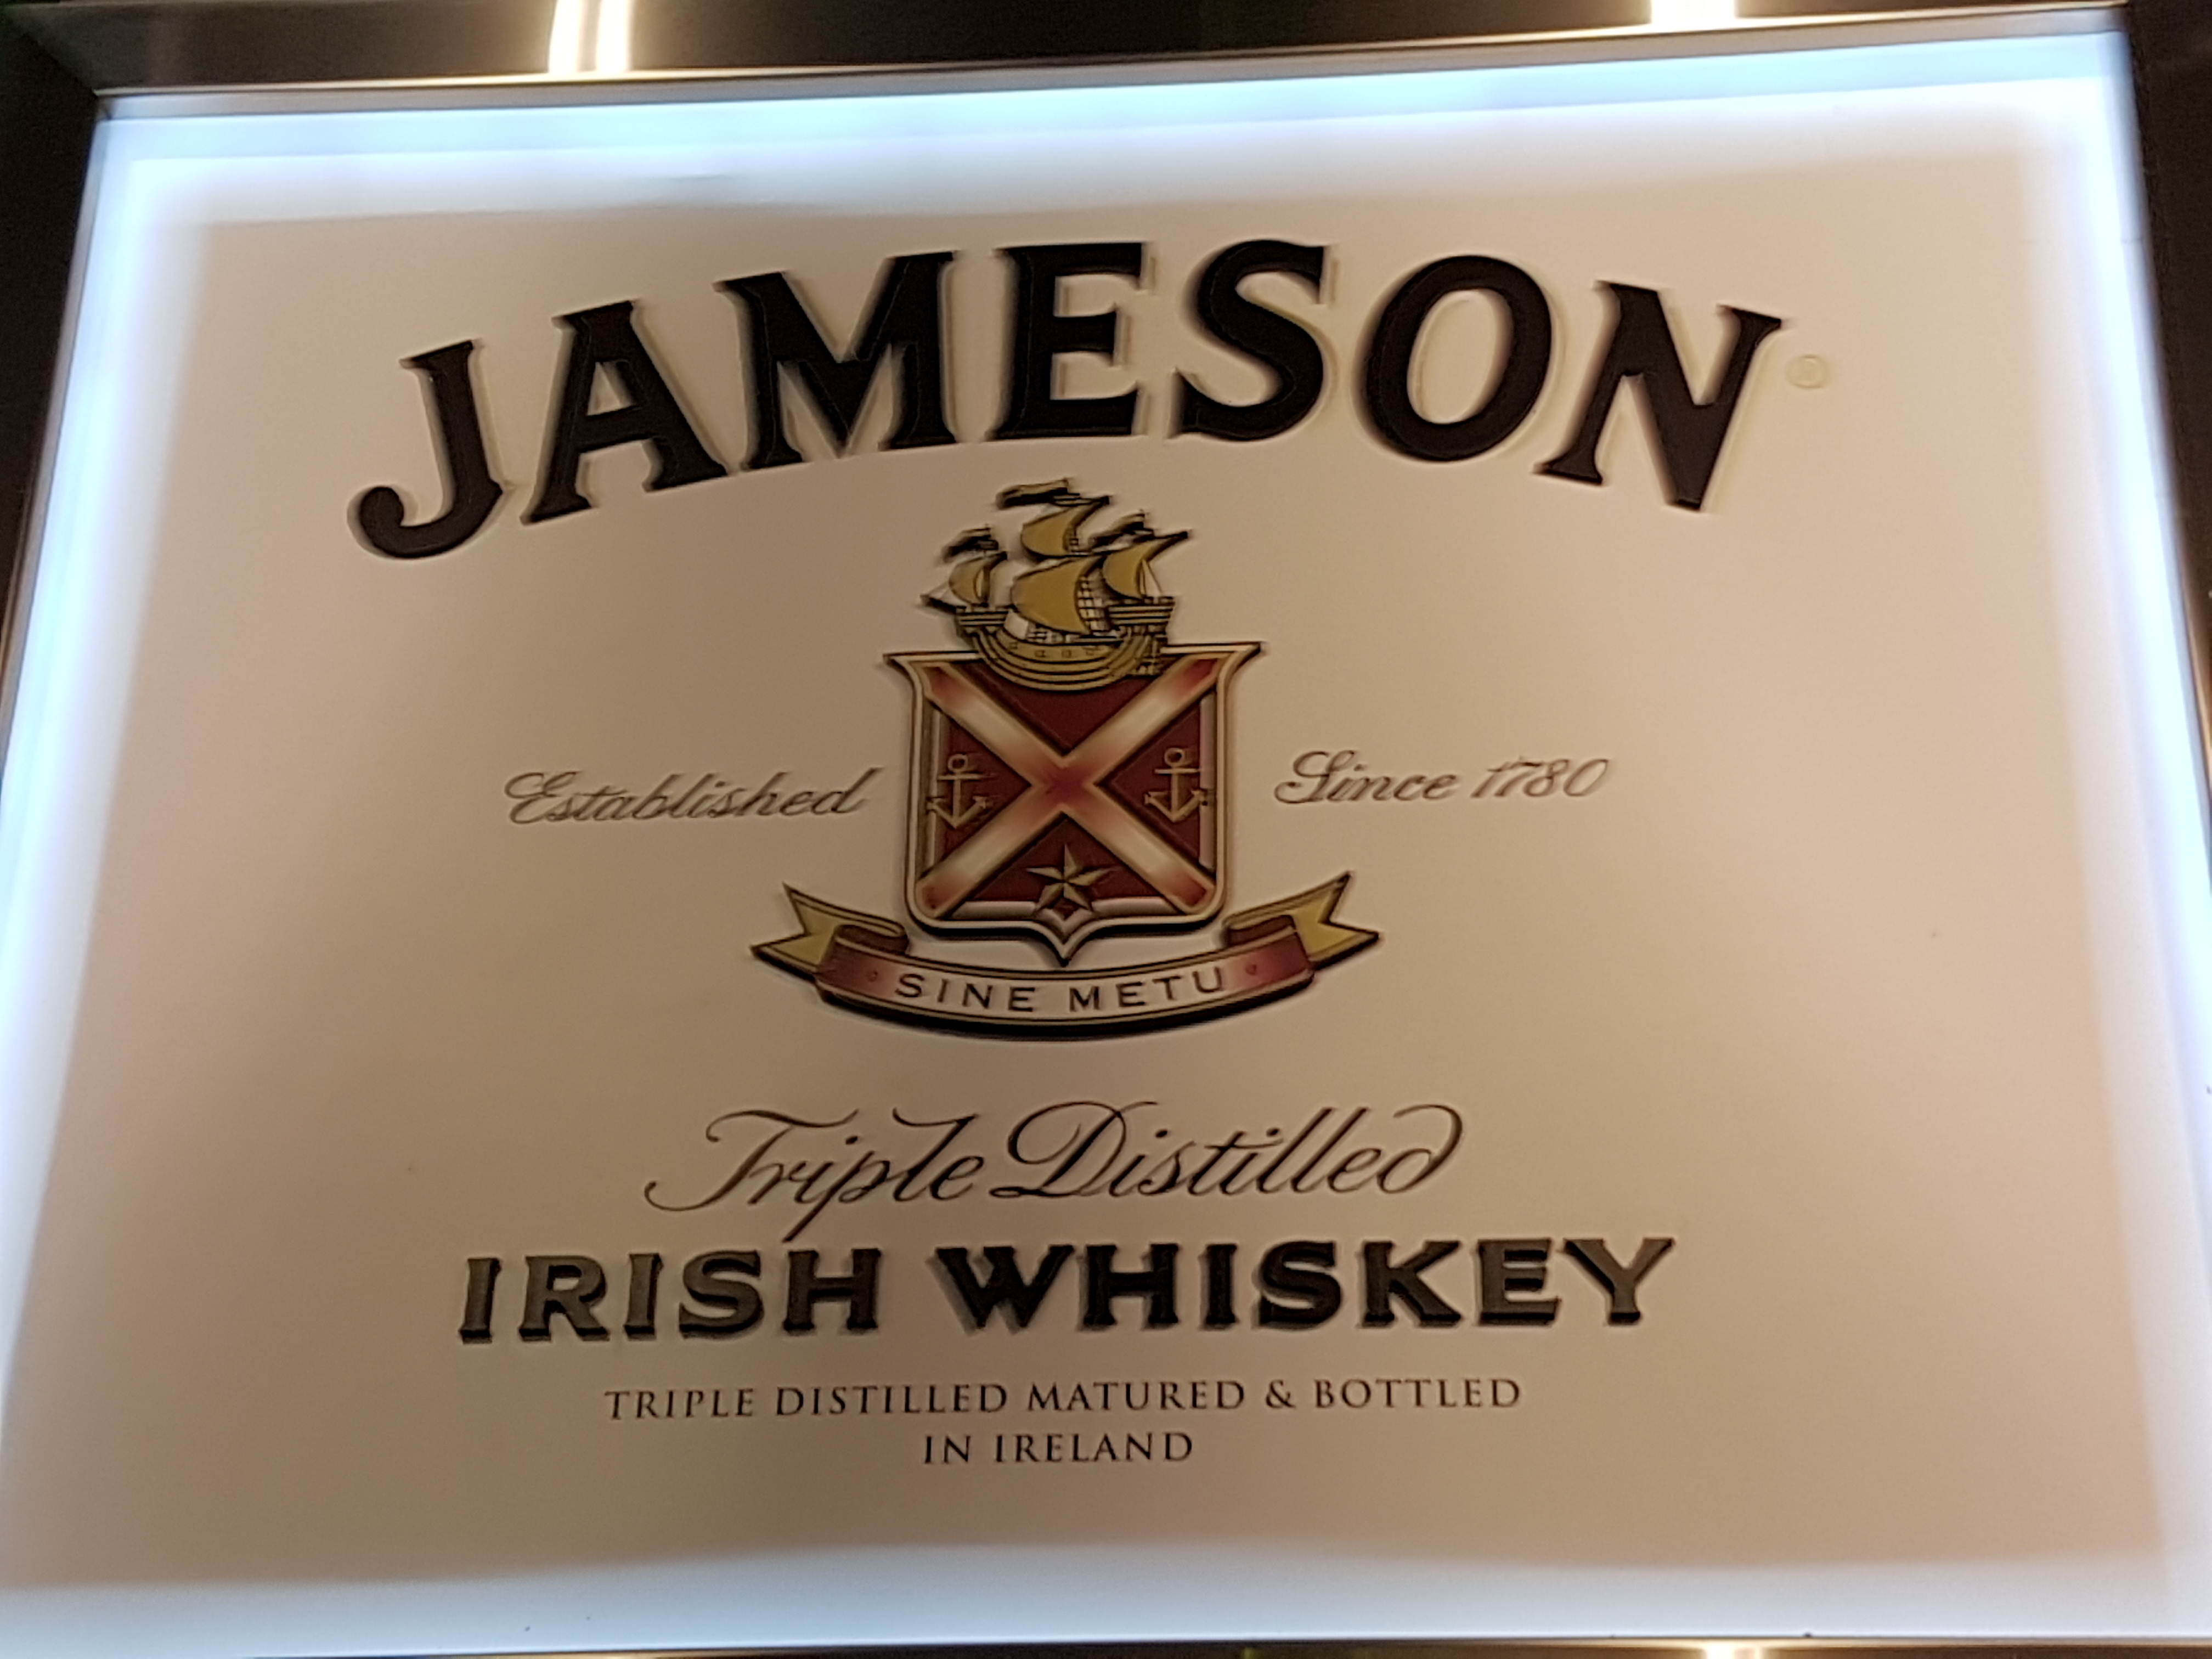 JAMESON
Established Since 1780
SINE METU
Triple Distilled
IRISH WHISKEY
TRIPLE DISTILLED MATURED & BOTTLED
IN IRELAND